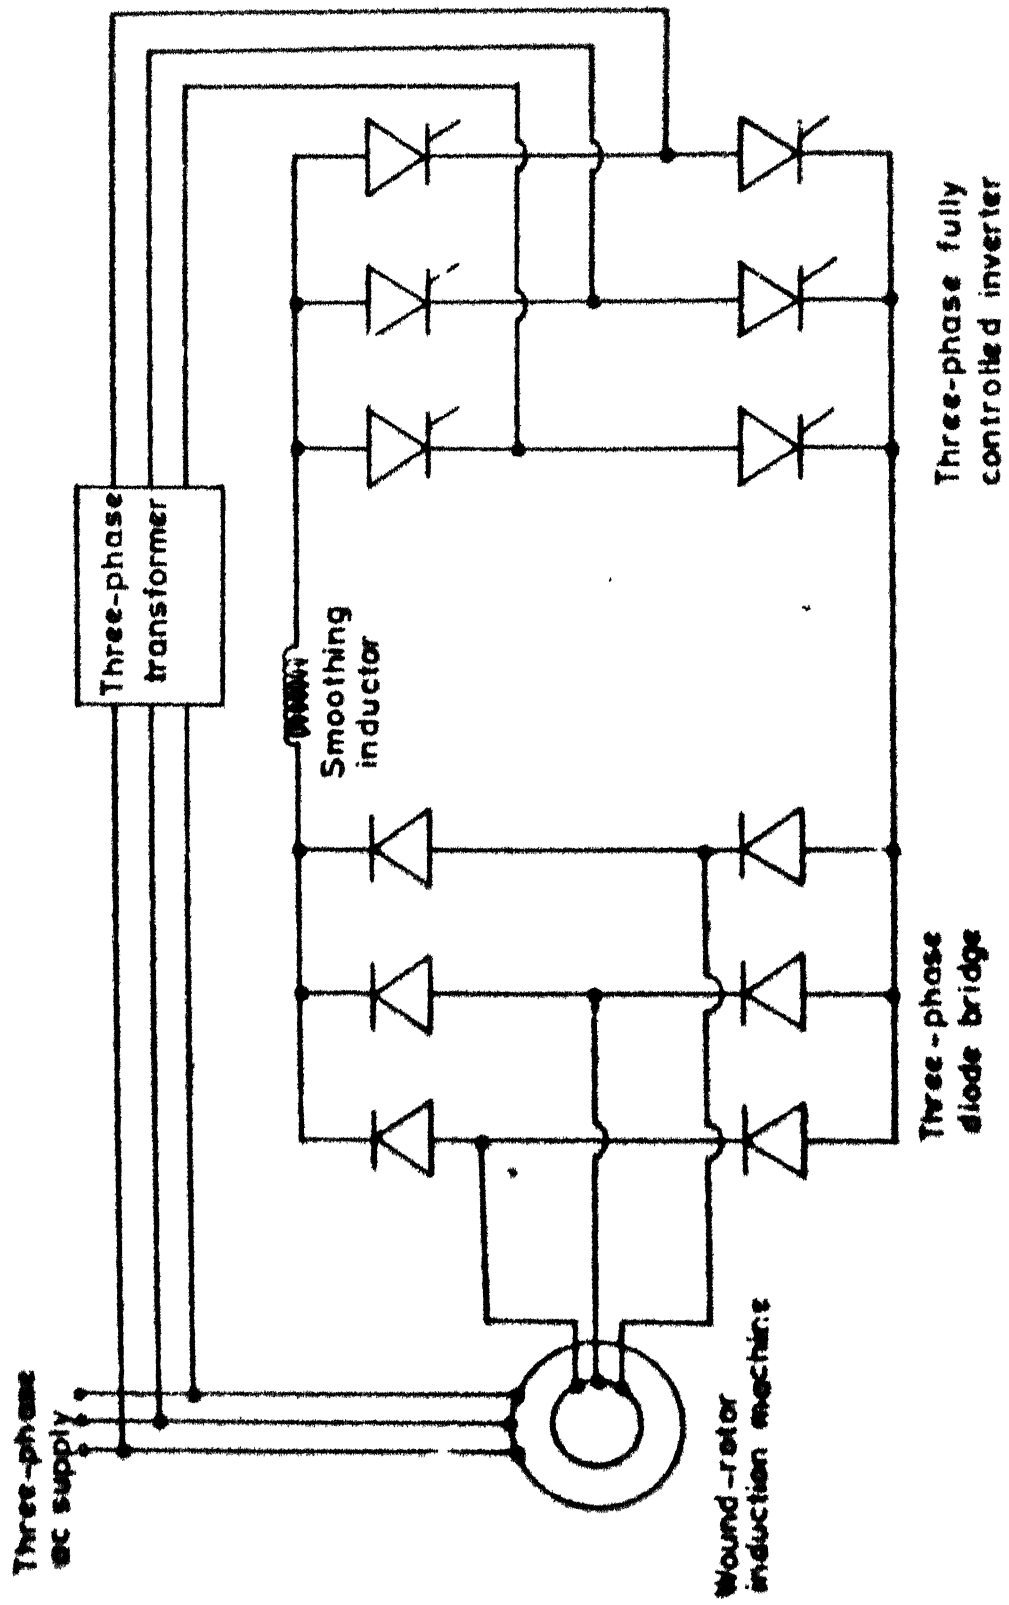 Three-phase
ac supply
Three-phase
transformer
Smoothing
inductor
Wound-rotor
induction machine
Three-phase
diode bridge
Three-phase fully
controlled inverter